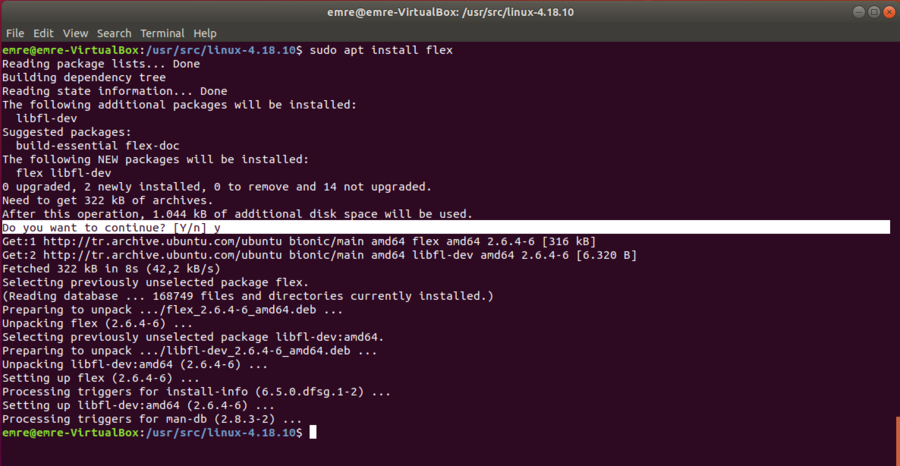 emre@emre-VirtualBox: /usr/src/linux-4.18.10
File Edit View Search Terminal Help
emre@emre-VirtualBox:/usr/src/linux-4.18.10$ sudo apt install flex
Reading package lists... Done
Building dependency tree
Reading state information... Done
The following additional packages will be installed:
  libfl-dev
Suggested packages:
  build-essential flex-doc
The following NEW packages will be installed:
  flex libfl-dev
0 upgraded, 2 newly installed, 0 to remove and 14 not upgraded.
Need to get 322 kB of archives.
After this operation, 1.044 kB of additional disk space will be used.
Do you want to continue? [Y/n] y
Get:1 http://tr.archive.ubuntu.com/ubuntu bionic/main amd64 flex amd64 2.6.4-6 [316 kB]
Get:2 http://tr.archive.ubuntu.com/ubuntu bionic/main amd64 libfl-dev amd64 2.6.4-6 [6.320 B]
Fetched 322 kB in 8s (42,2 kB/s)
Selecting previously unselected package flex.
(Reading database ... 168749 files and directories currently installed.)
Preparing to unpack .../flex_2.6.4-6_amd64.deb ...
Unpacking flex (2.6.4-6) ...
Selecting previously unselected package libfl-dev:amd64.
Preparing to unpack .../libfl-dev_2.6.4-6_amd64.deb ...
Unpacking libfl-dev:amd64 (2.6.4-6) ...
Setting up flex (2.6.4-6) ...
Processing triggers for install-info (6.5.0.dfsg.1-2) ...
Setting up libfl-dev:amd64 (2.6.4-6) ...
Processing triggers for man-db (2.8.3-2) ...
emre@emre-VirtualBox:/usr/src/linux-4.18.10$